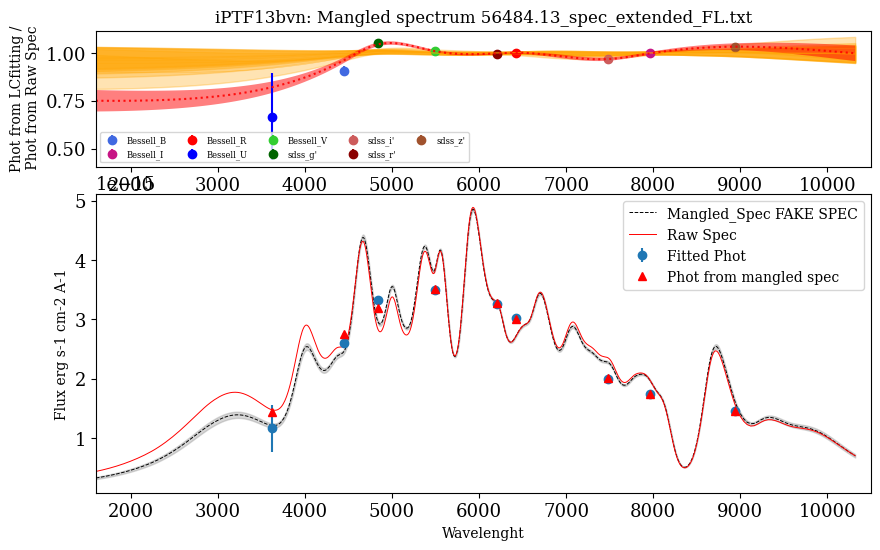 iPTF13bvn: Mangled spectrum 56484.13_spec_extended_FL.txt
Phot from LCfitting /
Phot from Raw Spec
1.00
0.75
0.50
Bessell_B Bessell_R Bessell_V sdss_i' sdss_z'
Bessell_I Bessell_U sdss_g' sdss_r'
2000 3000 4000 5000 6000 7000 8000 9000 10000
1e−15
Flux erg s-1 cm-2 A-1
5
4
3
2
1
Mangled_Spec FAKE SPEC
Raw Spec
Fitted Phot
Phot from mangled spec
2000 3000 4000 5000 6000 7000 8000 9000 10000
Wavelenght